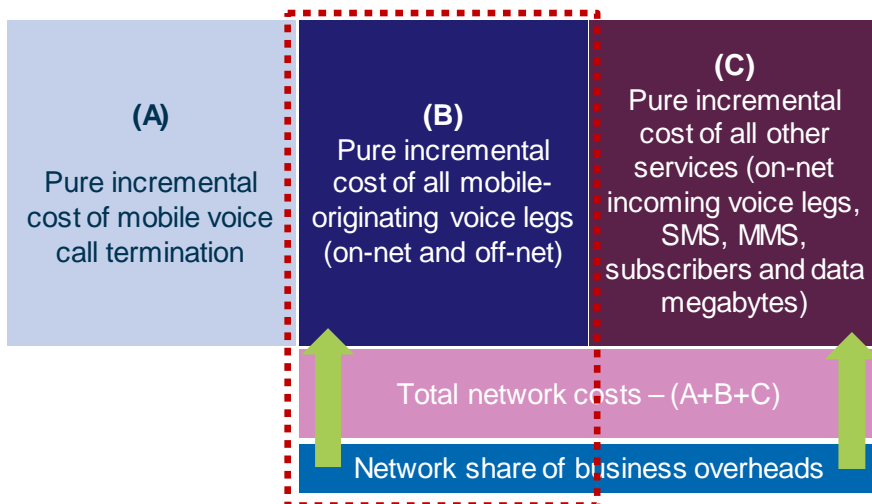 (A)
Pure incremental
cost of mobile voice
call termination
(B)
Pure incremental
cost of all mobile-
originating voice legs
(on-net and off-net)
(C)
Pure incremental
cost of all other
services (on-net
incoming voice legs,
SMS, MMS,
subscribers and data
megabytes)
Total network costs – (A+B+C)
Network share of business overheads